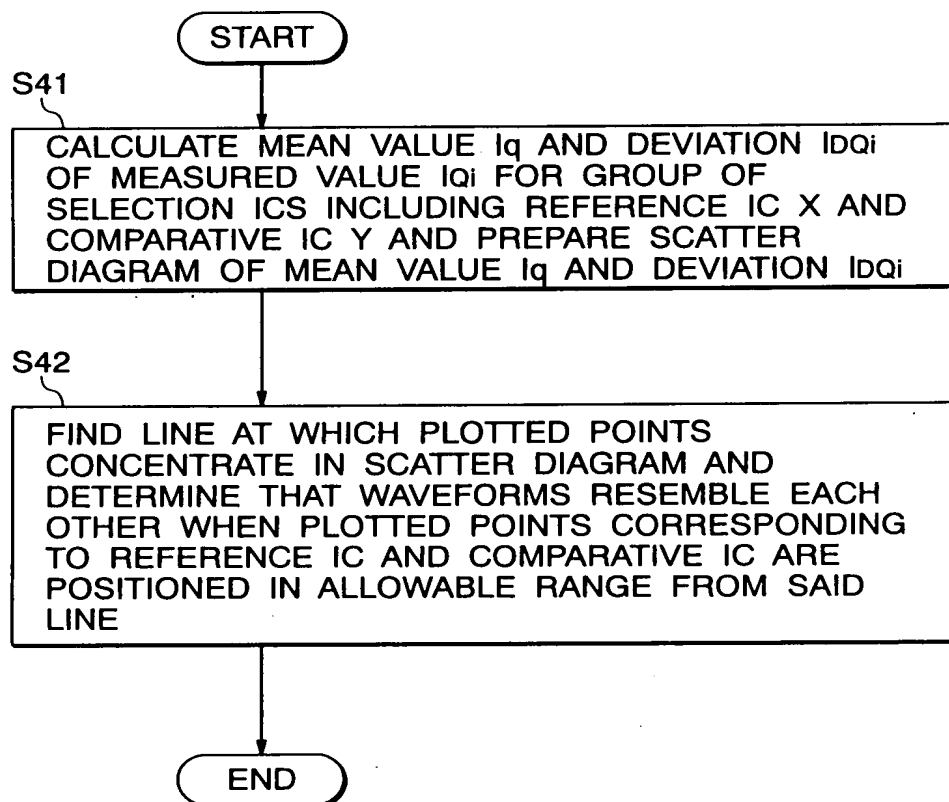 START
S41
CALCULATE MEAN VALUE Iq AND DEVIATION IDQi
OF MEASURED VALUE IQi FOR GROUP OF
SELECTION ICS INCLUDING REFERENCE IC X AND
COMPARATIVE IC Y AND PREPARE SCATTER
DIAGRAM OF MEAN VALUE Iq AND DEVIATION IDQi
S42
FIND LINE AT WHICH PLOTTED POINTS
CONCENTRATE IN SCATTER DIAGRAM AND
DETERMINE THAT WAVEFORMS RESEMBLE EACH
OTHER WHEN PLOTTED POINTS CORRESPONDING
TO REFERENCE IC AND COMPARATIVE IC ARE
POSITIONED IN ALLOWABLE RANGE FROM SAID
LINE
END